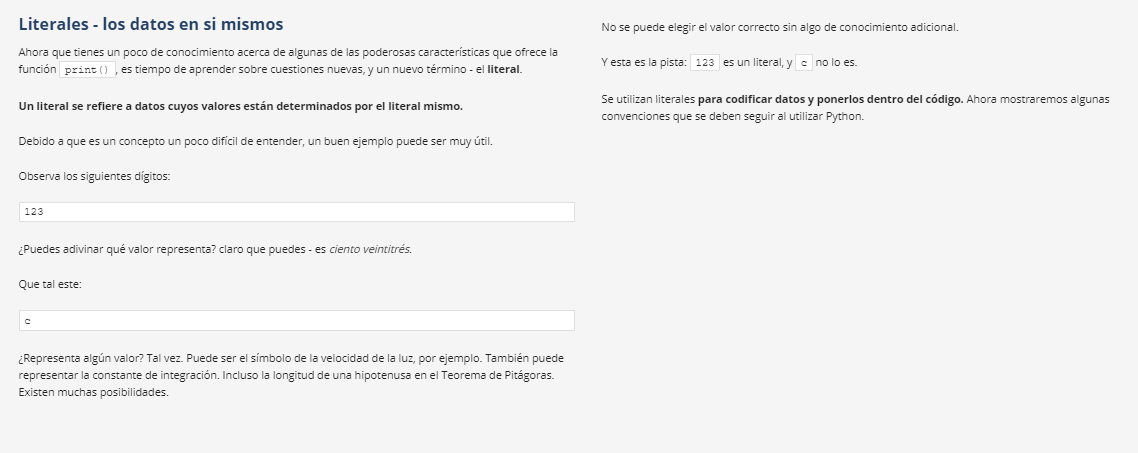 Literales - los datos en si mismos
Ahora que tienes un poco de conocimiento acerca de algunas de las poderosas características que ofrece la
función print(), es tiempo de aprender sobre cuestiones nuevas, y un nuevo término - el literal.
Un literal se refiere a datos cuyos valores están determinados por el literal mismo.
Debido a que es un concepto un poco difícil de entender, un buen ejemplo puede ser muy útil.
Observa los siguientes dígitos:
123
¿Puedes adivinar qué valor representa? claro que puedes - es ciento veintitrés.
Que tal este:
c
¿Representa algún valor? Tal vez. Puede ser el símbolo de la velocidad de la luz, por ejemplo. También puede
representar la constante de integración. Incluso la longitud de una hipotenusa en el Teorema de Pitágoras.
Existen muchas posibilidades.
No se puede elegir el valor correcto sin algo de conocimiento adicional.
Y esta es la pista: 123 es un literal, y c no lo es.
Se utilizan literales para codificar datos y ponerlos dentro del código. Ahora mostraremos algunas
convenciones que se deben seguir al utilizar Python.